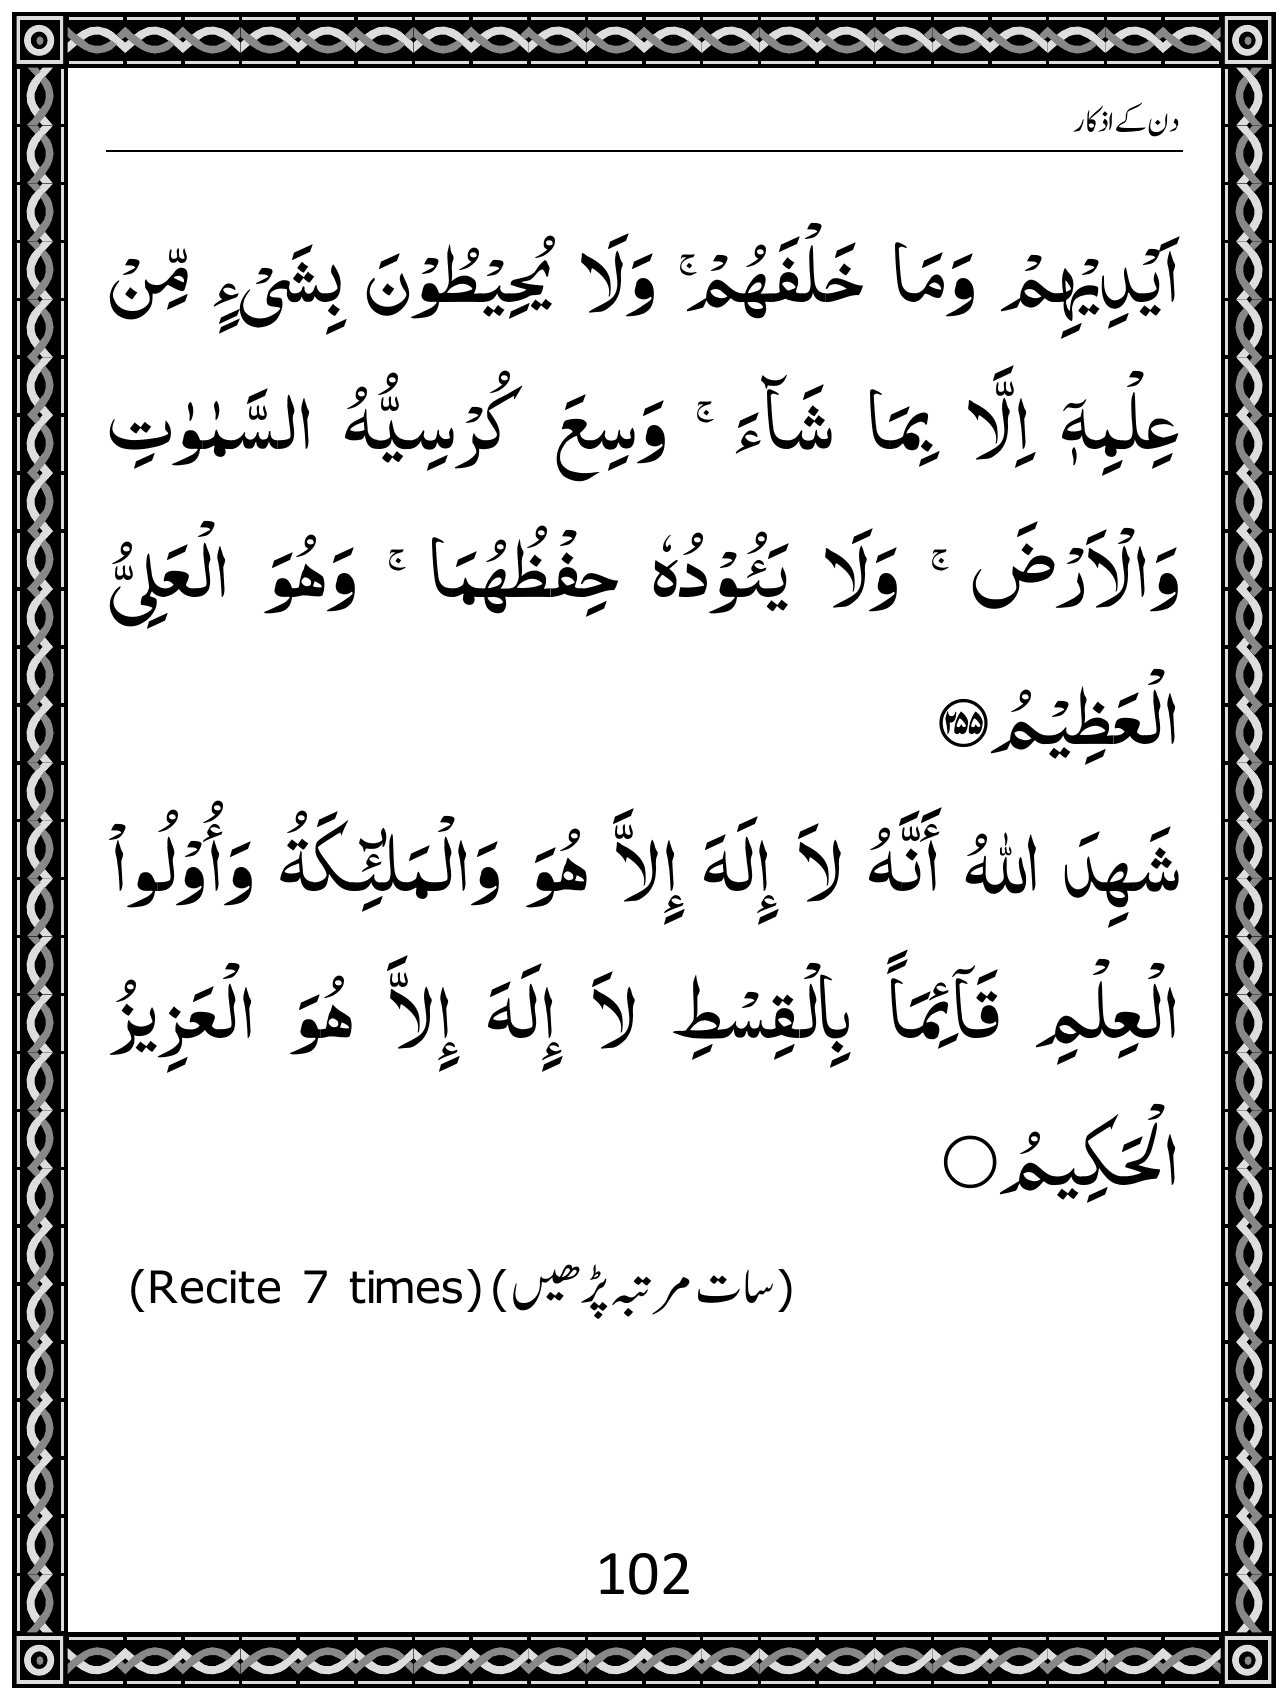 دن کے اذکار
اَيْدِيْهِمْ وَمَا خَلْفَهُمْ ۚ وَلَا يُحِيْطُوْنَ بِشَىْءٍ مِّنْ
عِلْمِهٖٓ اِلَّا بِمَا شَآءَ ۚ وَسِعَ كُرْسِيُّهُ السَّمٰوٰتِ
وَالْاَرْضَ ۚ وَلَا يَـُٔوْدُهٗ حِفْظُهُمَا ۚ وَهُوَ الْعَلِىُّ
الْعَظِيْمُ ۝۲۵۵
شَهِدَ اللهُ أَنَّهُ لاَ إِلَهَ إِلاَّ هُوَ وَالْمَلٰٓئِكَةُ وَأُوْلُواْ
الْعِلْمِ قَآئِمَاً بِالْقِسْطِ لاَ إِلَهَ إِلاَّ هُوَ الْعَزِيزُ
الْحَكِيمُ ۝
(سات مرتبہ پڑھیں) (Recite 7 times)
102